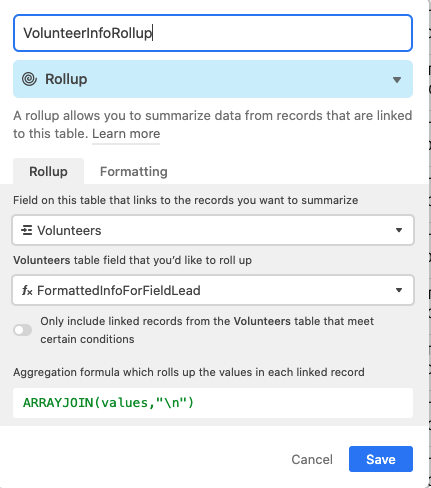 VolunteerInfoRollup
Rollup
A rollup allows you to summarize data from records that are linked
to this table. Learn more
Rollup Formatting
Field on this table that links to the records you want to summarize
Volunteers
Volunteers table field that you'd like to roll up
fx FormattedInfoForFieldLead
Only include linked records from the Volunteers table that meet
certain conditions
Aggregation formula which rolls up the values in each linked record
ARRAYJOIN(values,"\n")
Cancel Save